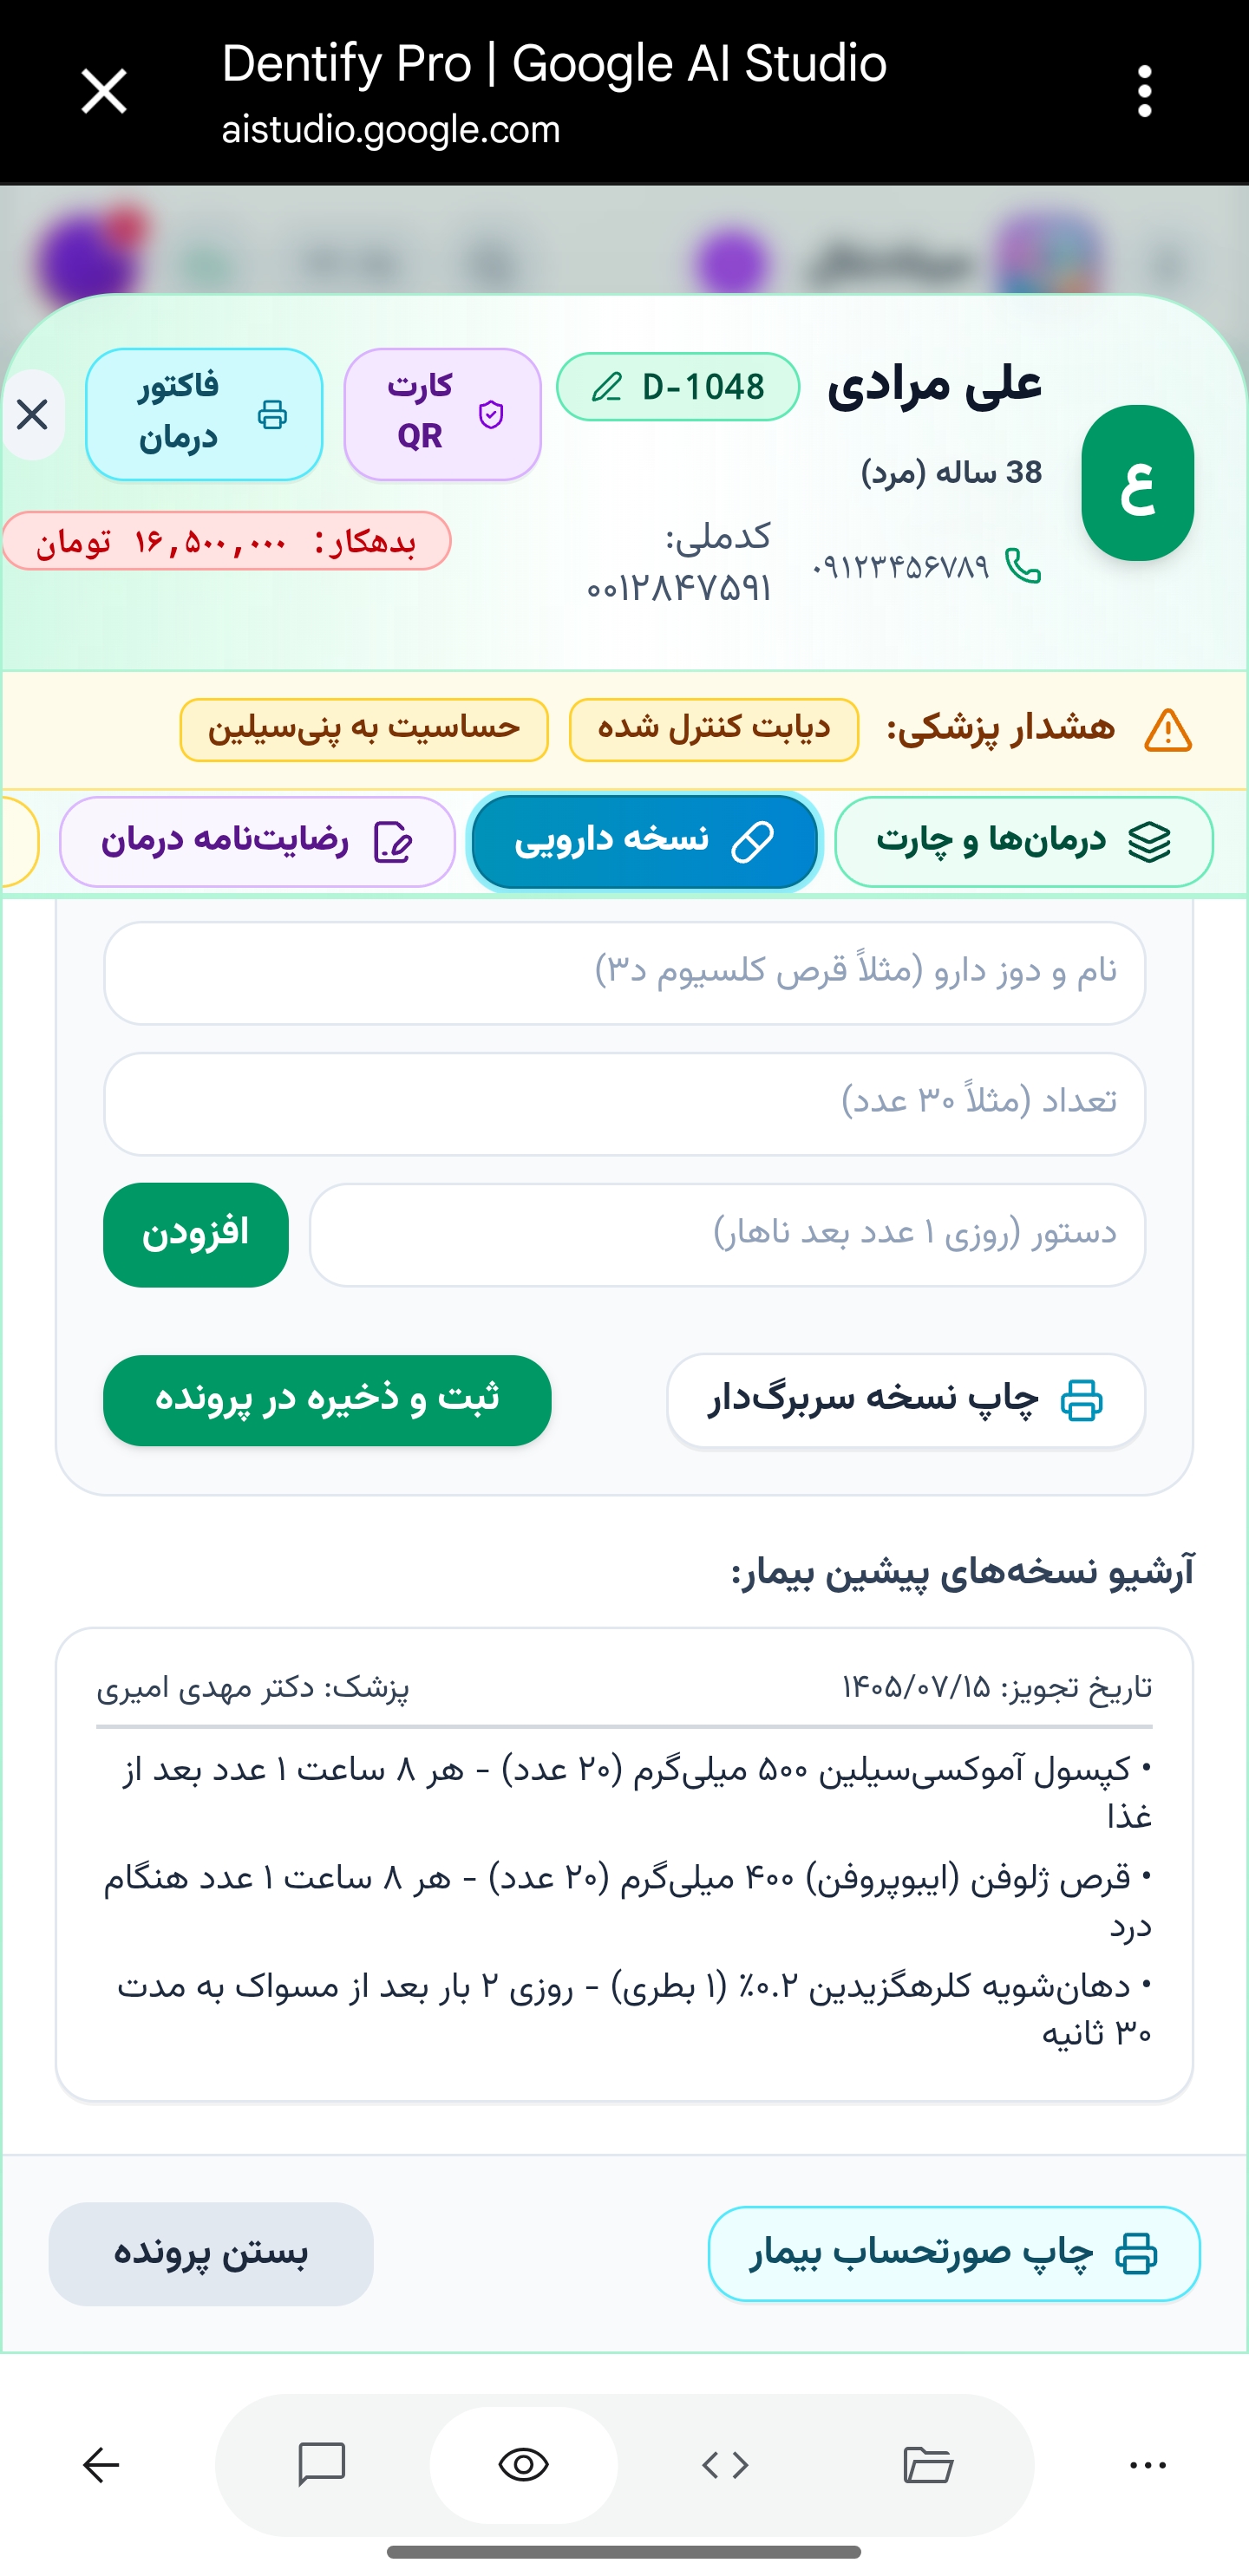 Dentify Pro | Google AI Studio
aistudio.google.com
ع
علی مرادی
D-1048
کارت
QR
فاکتور
درمان
38 ساله (مرد)
۰۹۱۲۳۴۵۶۷۸۹
کدملی:
۰۰۱۲۸۴۷۵۹۱
بدهکار: ۱۶,۵۰۰,۰۰۰ تومان
هشدار پزشکی:
دیابت کنترل شده
حساسیت به پنی‌سیلین
درمان‌ها و چارت
نسخه دارویی
رضایت‌نامه درمان
نام و دوز دارو (مثلاً قرص کلسیوم د۳)
تعداد (مثلاً ۳۰ عدد)
دستور (روزی ۱ عدد بعد ناهار)
افزودن
چاپ نسخه سربرگ‌دار
ثبت و ذخیره در پرونده
آرشیو نسخه‌های پیشین بیمار:
تاریخ تجویز: ۱۴۰۵/۰۷/۱۵
پزشک: دکتر مهدی امیری
• کپسول آموکسی‌سیلین ۵۰۰ میلی‌گرم (۲۰ عدد) - هر ۸ ساعت ۱ عدد بعد از
غذا
• قرص ژلوفن (ایبوپروفن) ۴۰۰ میلی‌گرم (۲۰ عدد) - هر ۸ ساعت ۱ عدد هنگام
درد
• دهان‌شویه کلرهگزیدین ۰.۲٪ (۱ بطری) - روزی ۲ بار بعد از مسواک به مدت
۳۰ ثانیه
چاپ صورتحساب بیمار
بستن پرونده